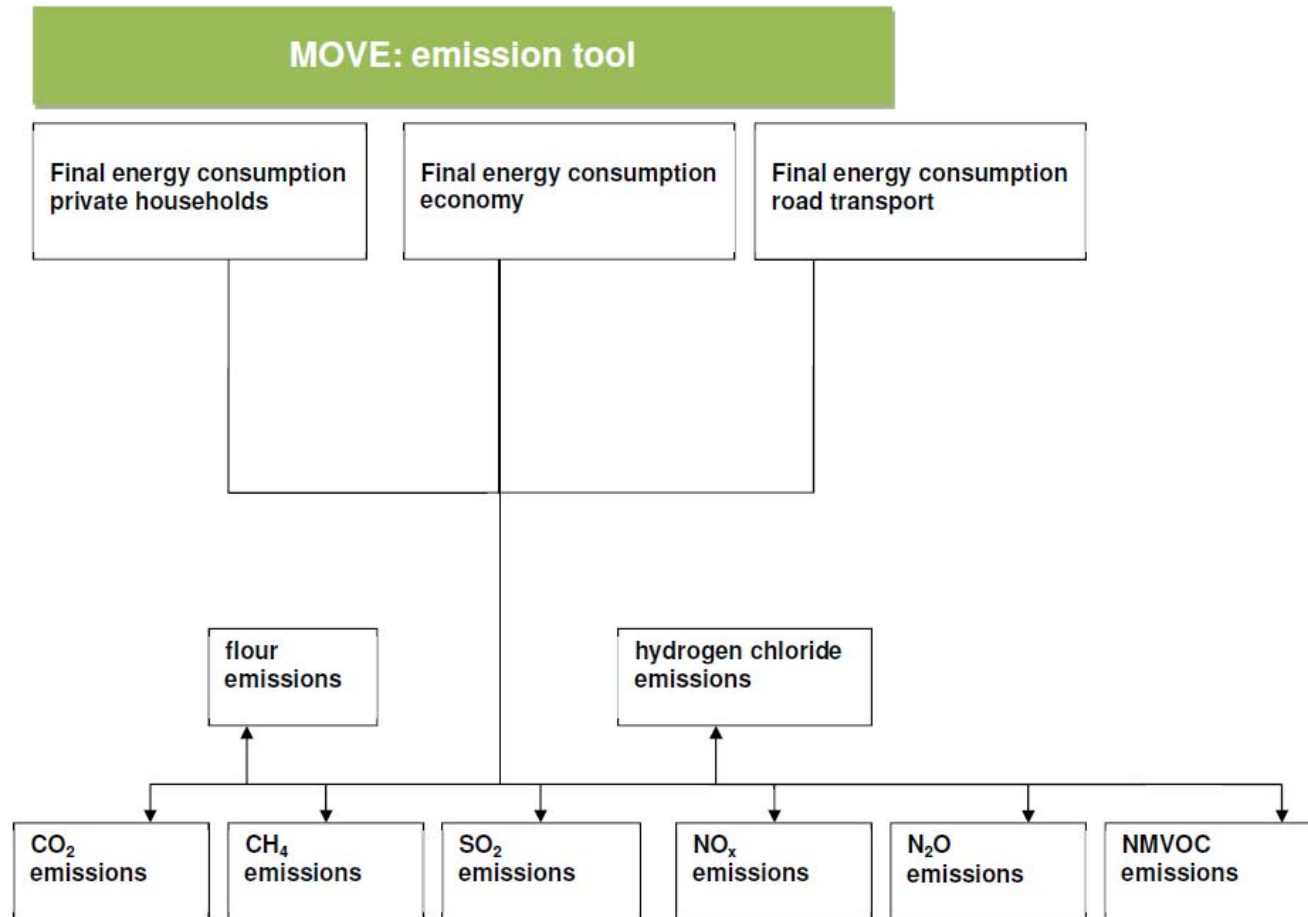 MOVE: emission tool
Final energy consumption
private households
Final energy consumption
economy
Final energy consumption
road transport
flour
emissions
hydrogen chloride
emissions
CO₂
emissions
CH₄
emissions
SO₂
emissions
NOₓ
emissions
N₂O
emissions
NMVOC
emissions